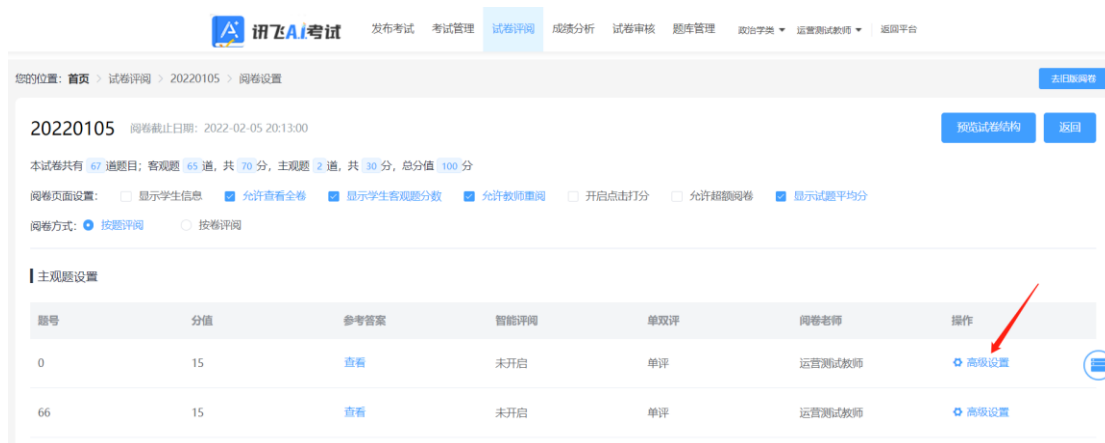 讯飞A.I.考试 发布考试 考试管理 试卷评阅 成绩分析 试卷审核 题库管理 政治学类 运营测试教师 返回平台
您的位置: 首页 > 试卷评阅 > 20220105 > 阅卷设置 去旧版阅卷
20220105 阅卷截止日期: 2022-02-05 20:13:00 预览试卷结构 返回
本试卷共有 67 道题目; 客观题 65 道, 共 70 分, 主观题 2 道, 共 30 分, 总分值 100 分
阅卷页面设置: 显示学生信息 允许查看全卷 显示学生客观题分数 允许教师重阅 开启点击打分 允许超额阅卷 显示试题平均分
阅卷方式: 按题评阅 按卷评阅
主观题设置
题号 分值 参考答案 智能评阅 单双评 阅卷老师 操作
0 15 查看 未开启 单评 运营测试教师 高级设置
66 15 查看 未开启 单评 运营测试教师 高级设置